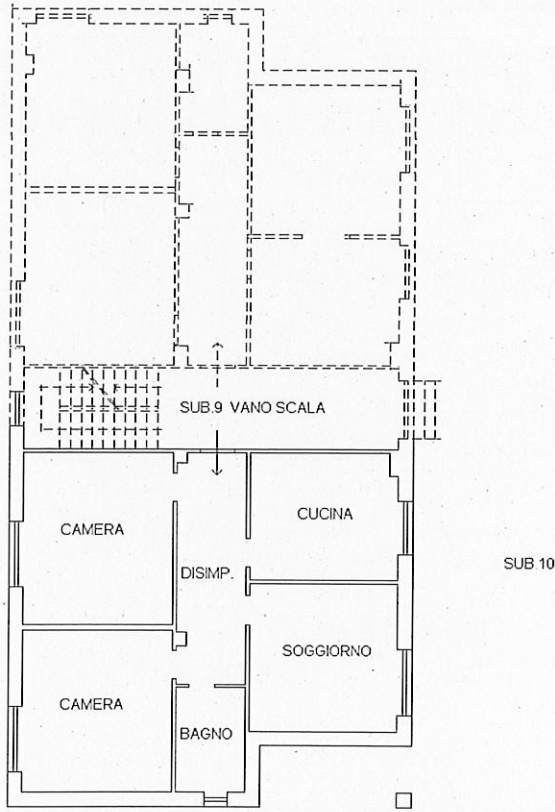 SUB.9 VANO SCALA
CAMERA
CUCINA
DISIMP.
SUB.10
SOGGIORNO
CAMERA
BAGNO